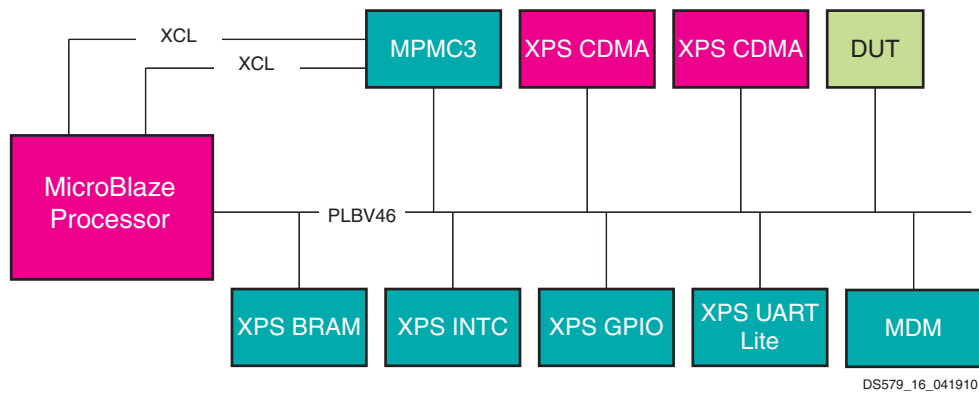 XCL
XCL
MPMC3
XPS CDMA
XPS CDMA
DUT
MicroBlaze
Processor
PLBV46
XPS BRAM
XPS INTC
XPS GPIO
XPS UART
Lite
MDM
DS579_16_041910